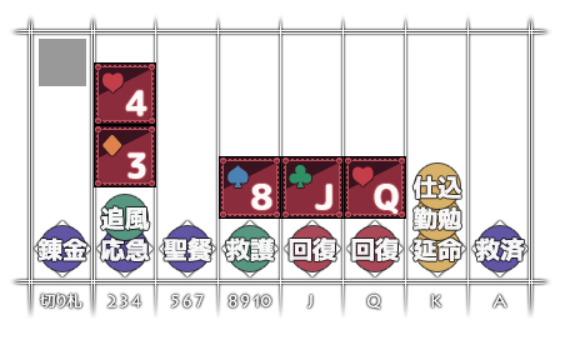 4
3
8 J Q
仕込
追風 勤勉
錬金 応急 聖餐 救護 回復 回復 延命 救済
切り札 234 567 8910 J Q K A